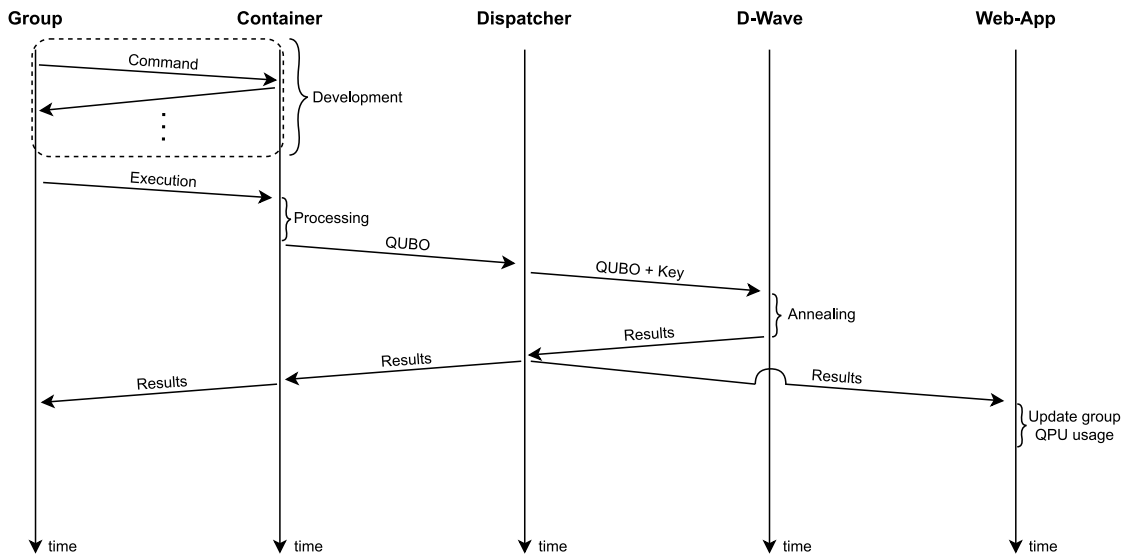 Group
Container
Dispatcher
D-Wave
Web-App
Command
Development
Execution
Processing
QUBO
QUBO + Key
Annealing
Results
Results
Results
Results
Update group
QPU usage
time
time
time
time
time